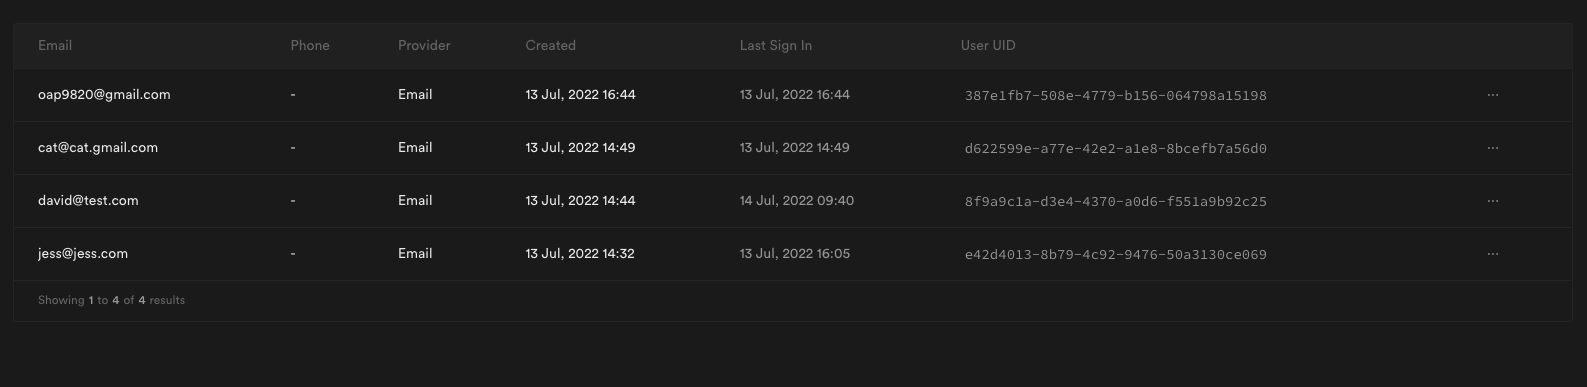 Email Phone Provider Created Last Sign In User UID
oap9820@gmail.com - Email 13 Jul, 2022 16:44 13 Jul, 2022 16:44 387e1fb7-508e-4779-b156-064798a15198 ...
cat@cat.gmail.com - Email 13 Jul, 2022 14:49 13 Jul, 2022 14:49 d622599e-a77e-42e2-a1e8-8bcefb7a56d0 ...
david@test.com - Email 13 Jul, 2022 14:44 14 Jul, 2022 09:40 8f9a9c1a-d3e4-4370-a0d6-f551a9b92c25 ...
jess@jess.com - Email 13 Jul, 2022 14:32 13 Jul, 2022 16:05 e42d4013-8b79-4c92-9476-50a3130ce069 ...
Showing 1 to 4 of 4 results